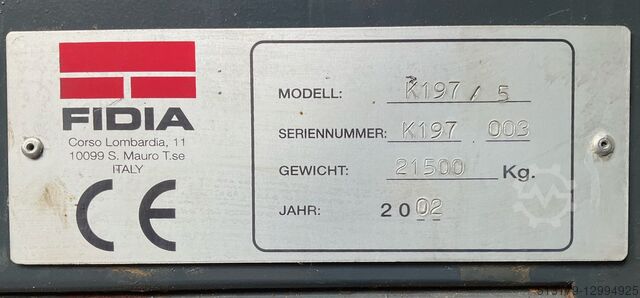 FIDIA
Corso Lombardia, 11
10099 S. Mauro T.se
ITALY
CE
MODELL: K197 / 5
SERIENNUMMER: K197 003
GEWICHT: 21500 Kg.
JAHR: 2002